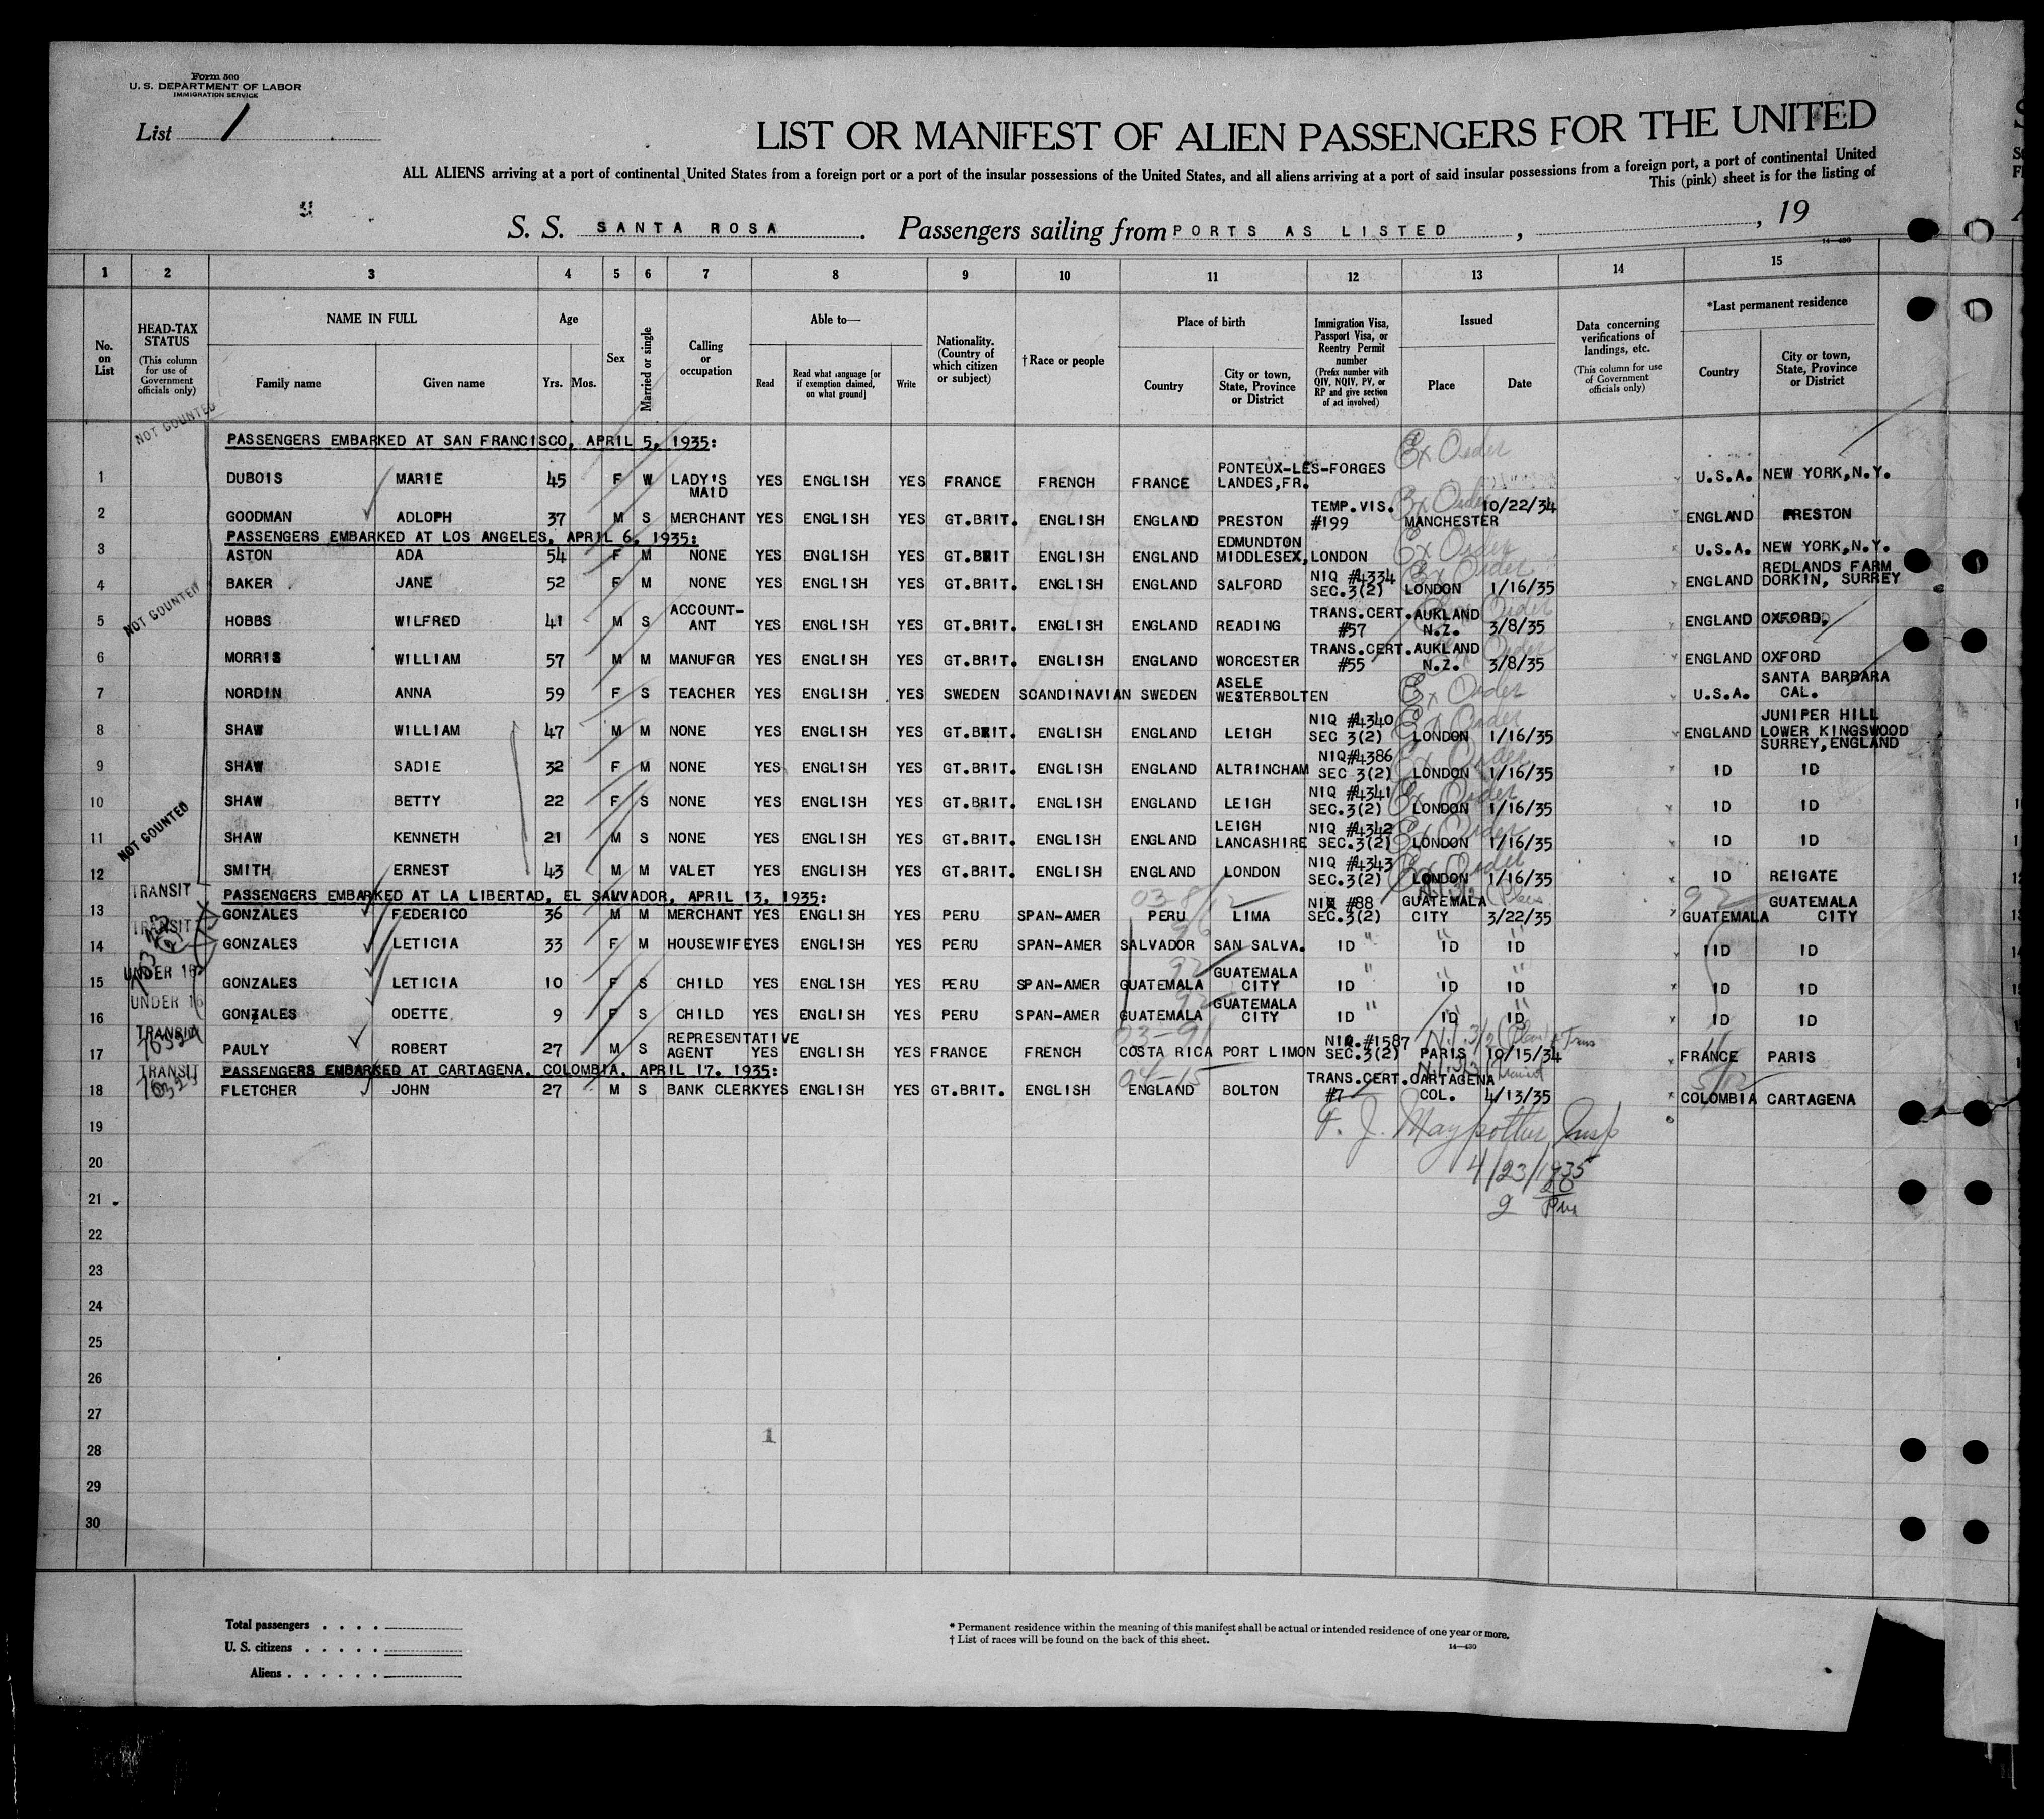 Form 500
U. S. DEPARTMENT OF LABOR
IMMIGRATION SERVICE
List 1
LIST OR MANIFEST OF ALIEN PASSENGERS FOR THE UNITED
ALL ALIENS arriving at a port of continental United States from a foreign port or a port of the insular possessions of the United States, and all aliens arriving at a port of said insular possessions from a foreign port, a port of continental United
This (pink) sheet is for the listing of
S. S. SANTA ROSA . Passengers sailing from PORTS AS LISTED , , 19
14—430
1 2 3 4 5 6 7 8 9 10 11 12 13 14 15
No. on List
HEAD-TAX STATUS (This column for use of Government officials only)
NAME IN FULL Family name Given name
Age Yrs. Mos.
Sex
Married or single
Calling or occupation
Able to— Read Read what language [or if exemption claimed, on what ground] Write
Nationality. (Country of which citizen or subject)
†Race or people
Place of birth Country City or town, State, Province or District
Immigration Visa, Passport Visa, or Reentry Permit number (Prefix number with QIV, NQIV, PV, or RP and give section of act involved)
Issued Place Date
Data concerning verifications of landings, etc. (This column for use of Government officials only)
*Last permanent residence Country City or town, State, Province or District
NOT COUNTED
PASSENGERS EMBARKED AT SAN FRANCISCO, APRIL 5, 1935:
1 DUBOIS MARIE 45 F W LADY'S MAID YES ENGLISH YES FRANCE FRENCH FRANCE PONTEUX-LES-FORGES LANDES,FR. Ex Order U.S.A. NEW YORK,N.Y.
2 GOODMAN ADLOPH 37 M S MERCHANT YES ENGLISH YES GT.BRIT. ENGLISH ENGLAND PRESTON TEMP.VIS. #199 MANCHESTER 10/22/34 Ex Order ENGLAND PRESTON
PASSENGERS EMBARKED AT LOS ANGELES, APRIL 6, 1935:
3 ASTON ADA 54 F M NONE YES ENGLISH YES GT.BRIT ENGLISH ENGLAND EDMUNDTON MIDDLESEX, LONDON Ex Order U.S.A. NEW YORK,N.Y.
4 BAKER JANE 52 F M NONE YES ENGLISH YES GT.BRIT. ENGLISH ENGLAND SALFORD NIQ #4334 SEC.3(2) LONDON 1/16/35 Ex Order ENGLAND REDLANDS FARM DORKIN, SURREY
NOT COUNTED
5 HOBBS WILFRED 41 M S ACCOUNT-ANT YES ENGLISH YES GT.BRIT. ENGLISH ENGLAND READING TRANS.CERT. #57 AUKLAND N.Z. 3/8/35 Ex Order ENGLAND OXFORD.
6 MORRIS WILLIAM 57 M M MANUFGR YES ENGLISH YES GT.BRIT. ENGLISH ENGLAND WORCESTER TRANS.CERT. #55 AUKLAND N.Z. 3/8/35 Ex Order ENGLAND OXFORD
7 NORDIN ANNA 59 F S TEACHER YES ENGLISH YES SWEDEN SCANDINAVIAN SWEDEN ASELE WESTERBOLTEN Ex Order U.S.A. SANTA BARBARA CAL.
8 SHAW WILLIAM 47 M M NONE YES ENGLISH YES GT.BRIT. ENGLISH ENGLAND LEIGH NIQ #4340 SEC 3(2) LONDON 1/16/35 Ex Order ENGLAND JUNIPER HILL LOWER KINGSWOOD SURREY,ENGLAND
9 SHAW SADIE 32 F M NONE YES ENGLISH YES GT.BRIT. ENGLISH ENGLAND ALTRINCHAM NIQ#4386 SEC 3(2) LONDON 1/16/35 Ex Order ID ID
10 SHAW BETTY 22 F S NONE YES ENGLISH YES GT.BRIT. ENGLISH ENGLAND LEIGH NIQ #4341 SEC.3(2) LONDON 1/16/35 Ex Order ID ID
NOT COUNTED
11 SHAW KENNETH 21 M S NONE YES ENGLISH YES GT.BRIT. ENGLISH ENGLAND LEIGH LANCASHIRE NIQ #4342 SEC.3(2) LONDON 1/16/35 Ex Order ID ID
12 SMITH ERNEST 43 M M VALET YES ENGLISH YES GT.BRIT. ENGLISH ENGLAND LONDON NIQ #4343 SEC.3(2) LONDON 1/16/35 Ex Order ID REIGATE
TRANSIT PASSENGERS EMBARKED AT LA LIBERTAD, EL SALVADOR, APRIL 13, 1935:
13 TRANSIT GONZALES FEDERICO 36 M M MERCHANT YES ENGLISH YES PERU SPAN-AMER PERU LIMA #88 SEC.3(2) GUATEMALA CITY 3/22/35 GUATEMALA GUATEMALA CITY
14 GONZALES LETICIA 33 F M HOUSEWIFE YES ENGLISH YES PERU SPAN-AMER SALVADOR SAN SALVA. ID ID ID IID ID
UNDER 16
15 GONZALES LETICIA 10 F S CHILD YES ENGLISH YES PERU SPAN-AMER GUATEMALA GUATEMALA CITY ID ID ID ID ID
UNDER 16
16 GONZALES ODETTE 9 F S CHILD YES ENGLISH YES PERU SPAN-AMER GUATEMALA GUATEMALA CITY ID ID ID ID ID
TRANSIT
17 PAULY ROBERT 27 M S REPRESENTATIVE AGENT YES ENGLISH YES FRANCE FRENCH COSTA RICA PORT LIMON NIQ.#1587 SEC.3(2) PARIS 10/15/34 FRANCE PARIS
TRANSIT PASSENGERS EMBARKED AT CARTAGENA, COLOMBIA, APRIL 17, 1935:
18 FLETCHER JOHN 27 M S BANK CLERK YES ENGLISH YES GT.BRIT. ENGLISH ENGLAND BOLTON TRANS.CERT. #7 CARTAGENA COL. 4/13/35 COLOMBIA CARTAGENA
19
20 4/23/1935
21
22
23
24
25
26
27
28
29
30
1
Total passengers
U. S. citizens
Aliens
* Permanent residence within the meaning of this manifest shall be actual or intended residence of one year or more.
† List of races will be found on the back of this sheet.
14—430